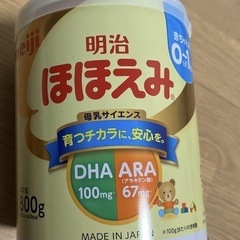 meiji
明治
ほほえみ
赤ちゃん
0-
母乳サイエンス
育つチカラに、安心を。
DHA
100mg
ARA
(アラキドン酸)
67mg
800g
MADE IN JAPAN